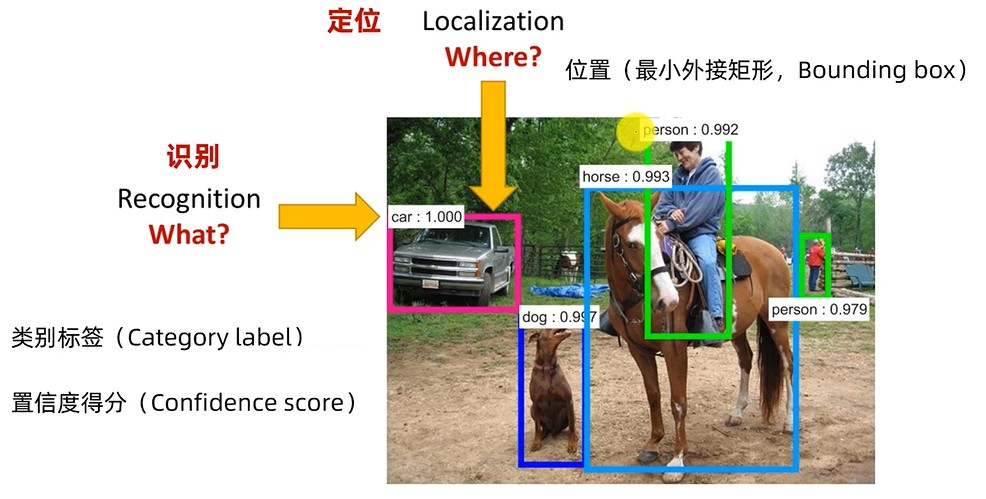 定位 Localization
Where?
位置（最小外接矩形，Bounding box）
识别
Recognition
What?
person : 0.992
horse : 0.993
car : 1.000
dog : 0.997
person : 0.979
类别标签（Category label）
置信度得分（Confidence score）